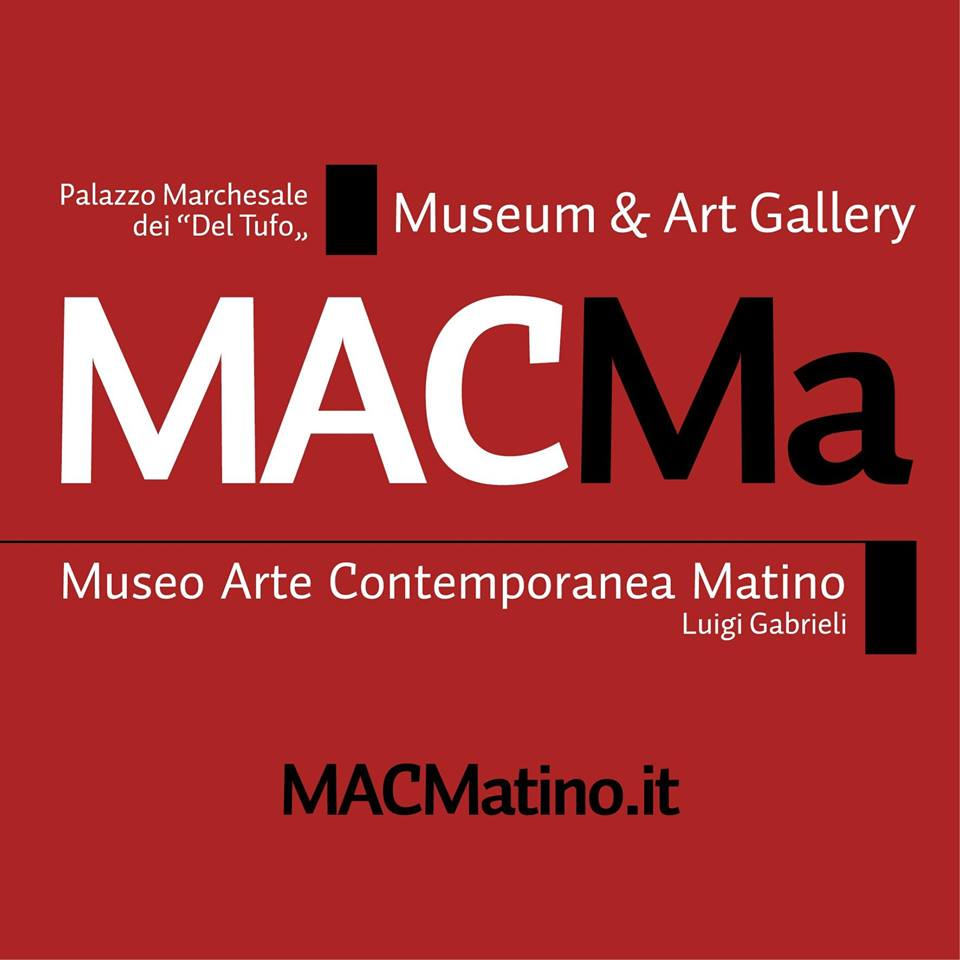 Palazzo Marchesale
dei “Del Tufo„
Museum & Art Gallery
MACMa
Museo Arte Contemporanea Matino
Luigi Gabrieli
MACMatino.it